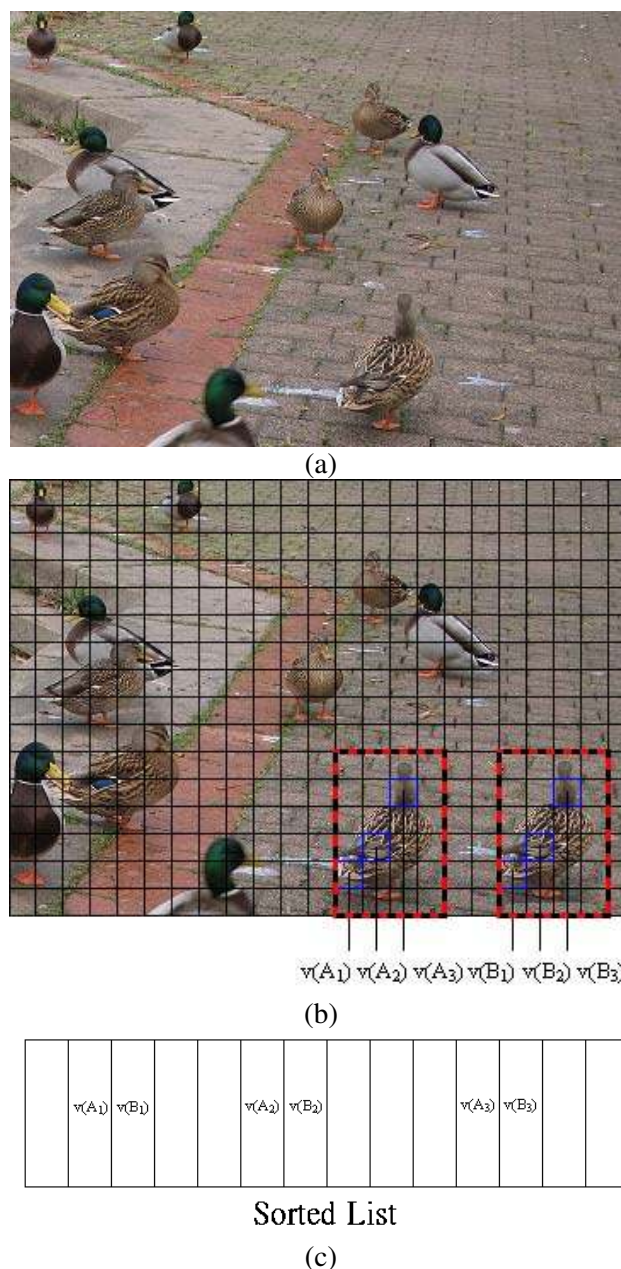 (a)
v(A₁) v(A₂) v(A₃) v(B₁) v(B₂) v(B₃)
(b)
v(A₁) v(B₁) v(A₂) v(B₂) v(A₃) v(B₃)
Sorted List
(c)